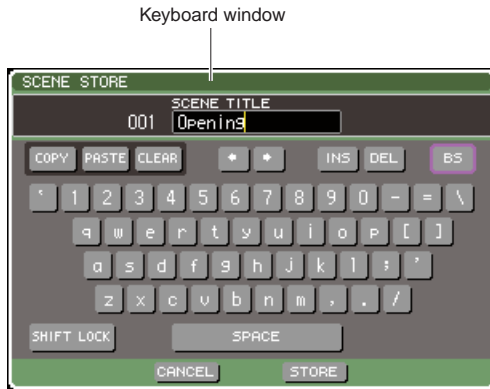 Keyboard window
SCENE STORE
SCENE TITLE
001 Opening
COPY PASTE CLEAR INS DEL BS
` 1 2 3 4 5 6 7 8 9 0 - = \
q w e r t y u i o p [ ]
a s d f g h j k l ; '
z x c v b n m , . /
SHIFT LOCK SPACE
CANCEL STORE